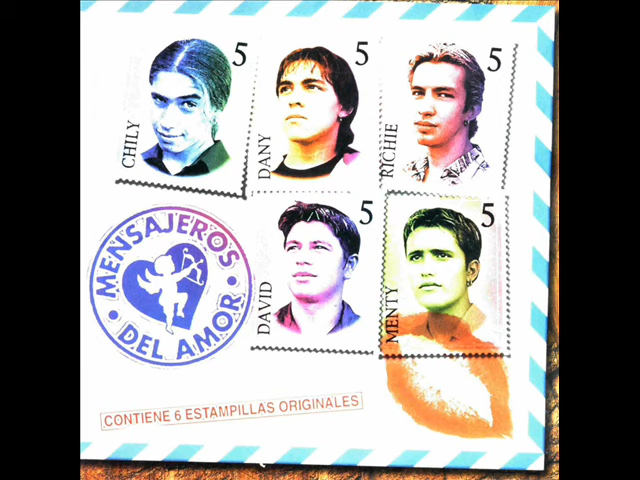 5
CHILY
5
DANY
5
RICHIE
MENSAJEROS
DEL AMOR
5
DAVID
5
MENTY
CONTIENE 6 ESTAMPILLAS ORIGINALES